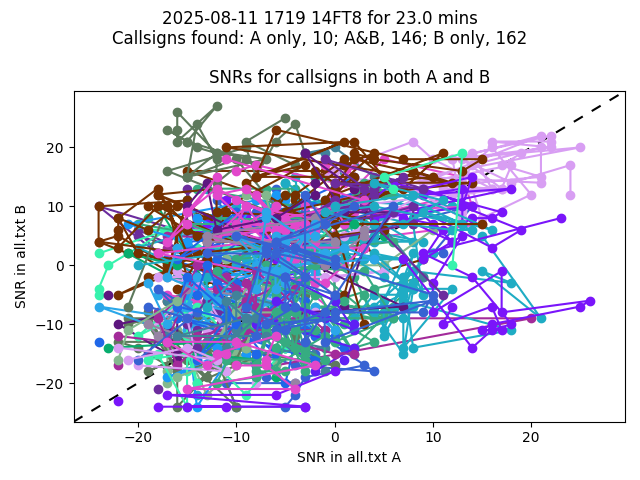 2025-08-11 1719 14FT8 for 23.0 mins
Callsigns found: A only, 10; A&B, 146; B only, 162
SNRs for callsigns in both A and B
SNR in all.txt B
20
10
0
−10
−20
−20
−10
0
10
20
SNR in all.txt A